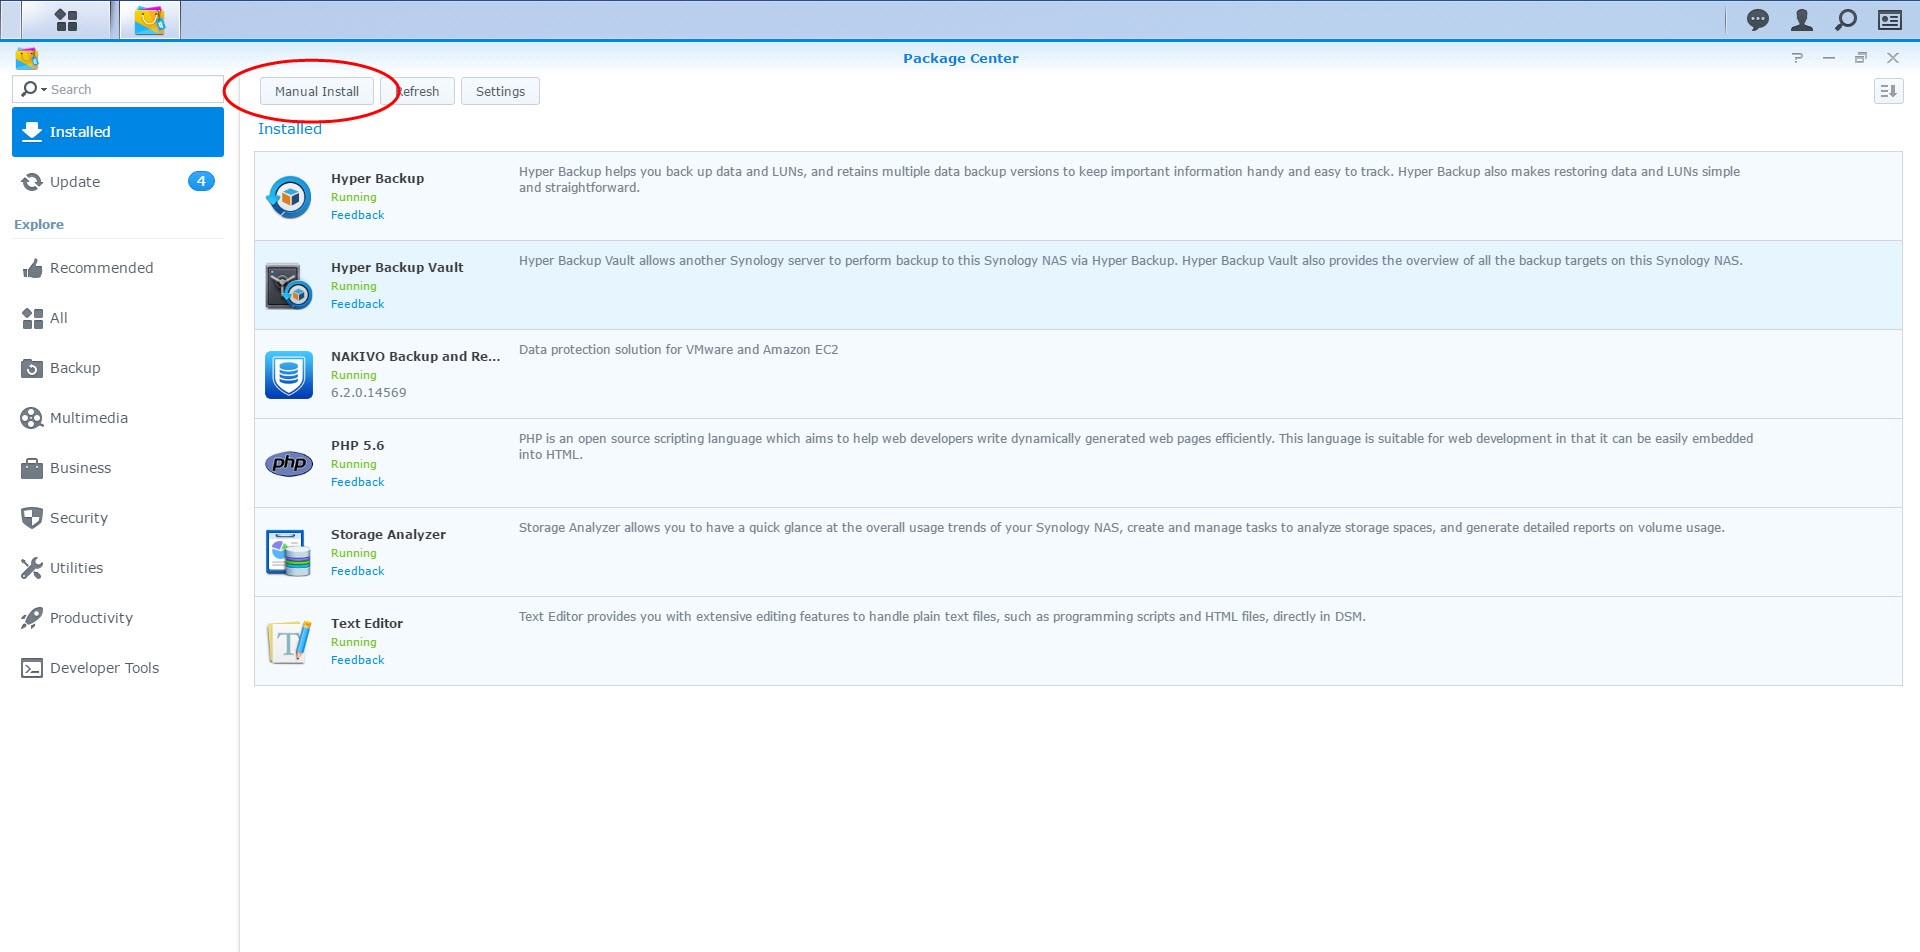 Package Center
Search
Manual Install
Refresh
Settings
Installed
Update
4
Explore
Recommended
All
Backup
Multimedia
Business
Security
Utilities
Productivity
Developer Tools
Installed
Hyper Backup
Running
Feedback
Hyper Backup helps you back up data and LUNs, and retains multiple data backup versions to keep important information handy and easy to track. Hyper Backup also makes restoring data and LUNs simple
and straightforward.
Hyper Backup Vault
Running
Feedback
Hyper Backup Vault allows another Synology server to perform backup to this Synology NAS via Hyper Backup. Hyper Backup Vault also provides the overview of all the backup targets on this Synology NAS.
NAKIVO Backup and Re...
Running
6.2.0.14569
Data protection solution for VMware and Amazon EC2
php
PHP 5.6
Running
Feedback
PHP is an open source scripting language which aims to help web developers write dynamically generated web pages efficiently. This language is suitable for web development in that it can be easily embedded
into HTML.
Storage Analyzer
Running
Feedback
Storage Analyzer allows you to have a quick glance at the overall usage trends of your Synology NAS, create and manage tasks to analyze storage spaces, and generate detailed reports on volume usage.
T
Text Editor
Running
Feedback
Text Editor provides you with extensive editing features to handle plain text files, such as programming scripts and HTML files, directly in DSM.